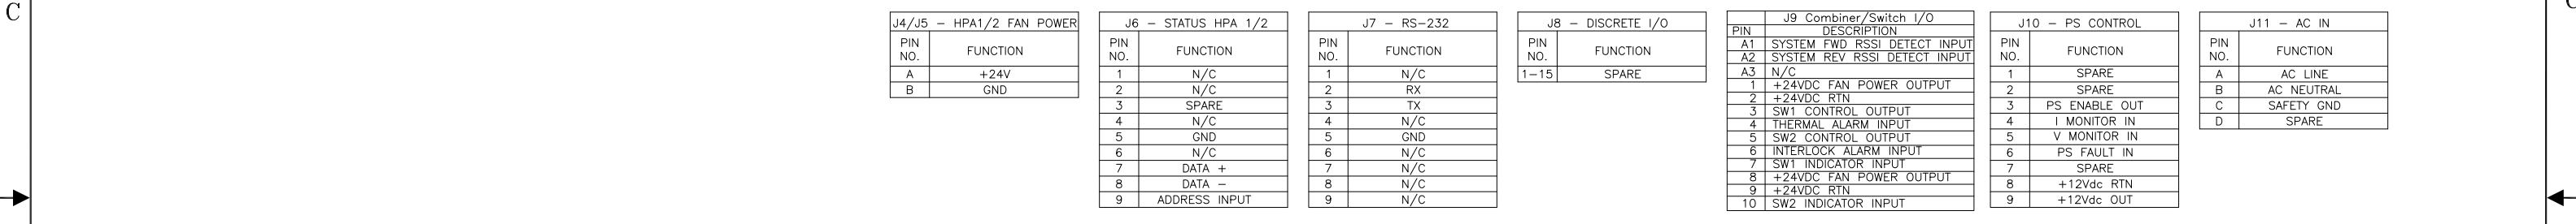 C
J4/J5 - HPA1/2 FAN POWER
PIN NO. FUNCTION
A +24V
B GND
J6 - STATUS HPA 1/2
PIN NO. FUNCTION
1 N/C
2 N/C
3 SPARE
4 N/C
5 GND
6 N/C
7 DATA +
8 DATA -
9 ADDRESS INPUT
J7 - RS-232
PIN NO. FUNCTION
1 N/C
2 RX
3 TX
4 N/C
5 GND
6 N/C
7 N/C
8 N/C
9 N/C
J8 - DISCRETE I/O
PIN NO. FUNCTION
1-15 SPARE
J9 Combiner/Switch I/O
PIN DESCRIPTION
A1 SYSTEM FWD RSSI DETECT INPUT
A2 SYSTEM REV RSSI DETECT INPUT
A3 N/C
1 +24VDC FAN POWER OUTPUT
2 +24VDC RTN
3 SW1 CONTROL OUTPUT
4 THERMAL ALARM INPUT
5 SW2 CONTROL OUTPUT
6 INTERLOCK ALARM INPUT
7 SW1 INDICATOR INPUT
8 +24VDC FAN POWER OUTPUT
9 +24VDC RTN
10 SW2 INDICATOR INPUT
J10 - PS CONTROL
PIN NO. FUNCTION
1 SPARE
2 SPARE
3 PS ENABLE OUT
4 I MONITOR IN
5 V MONITOR IN
6 PS FAULT IN
7 SPARE
8 +12Vdc RTN
9 +12Vdc OUT
J11 - AC IN
PIN NO. FUNCTION
A AC LINE
B AC NEUTRAL
C SAFETY GND
D SPARE